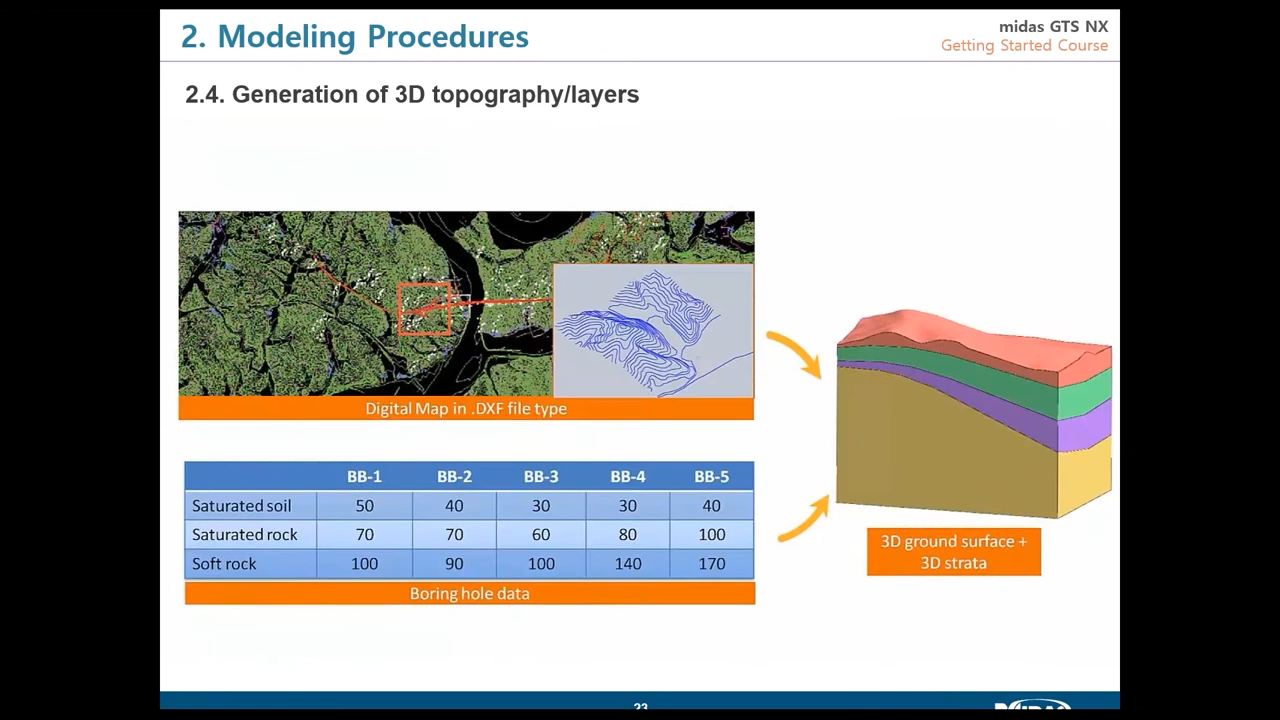 2. Modeling Procedures
midas GTS NX
Getting Started Course
2.4. Generation of 3D topography/layers
Digital Map in .DXF file type
BB-1 BB-2 BB-3 BB-4 BB-5
Saturated soil 50 40 30 30 40
Saturated rock 70 70 60 80 100
Soft rock 100 90 100 140 170
Boring hole data
3D ground surface +
3D strata
23